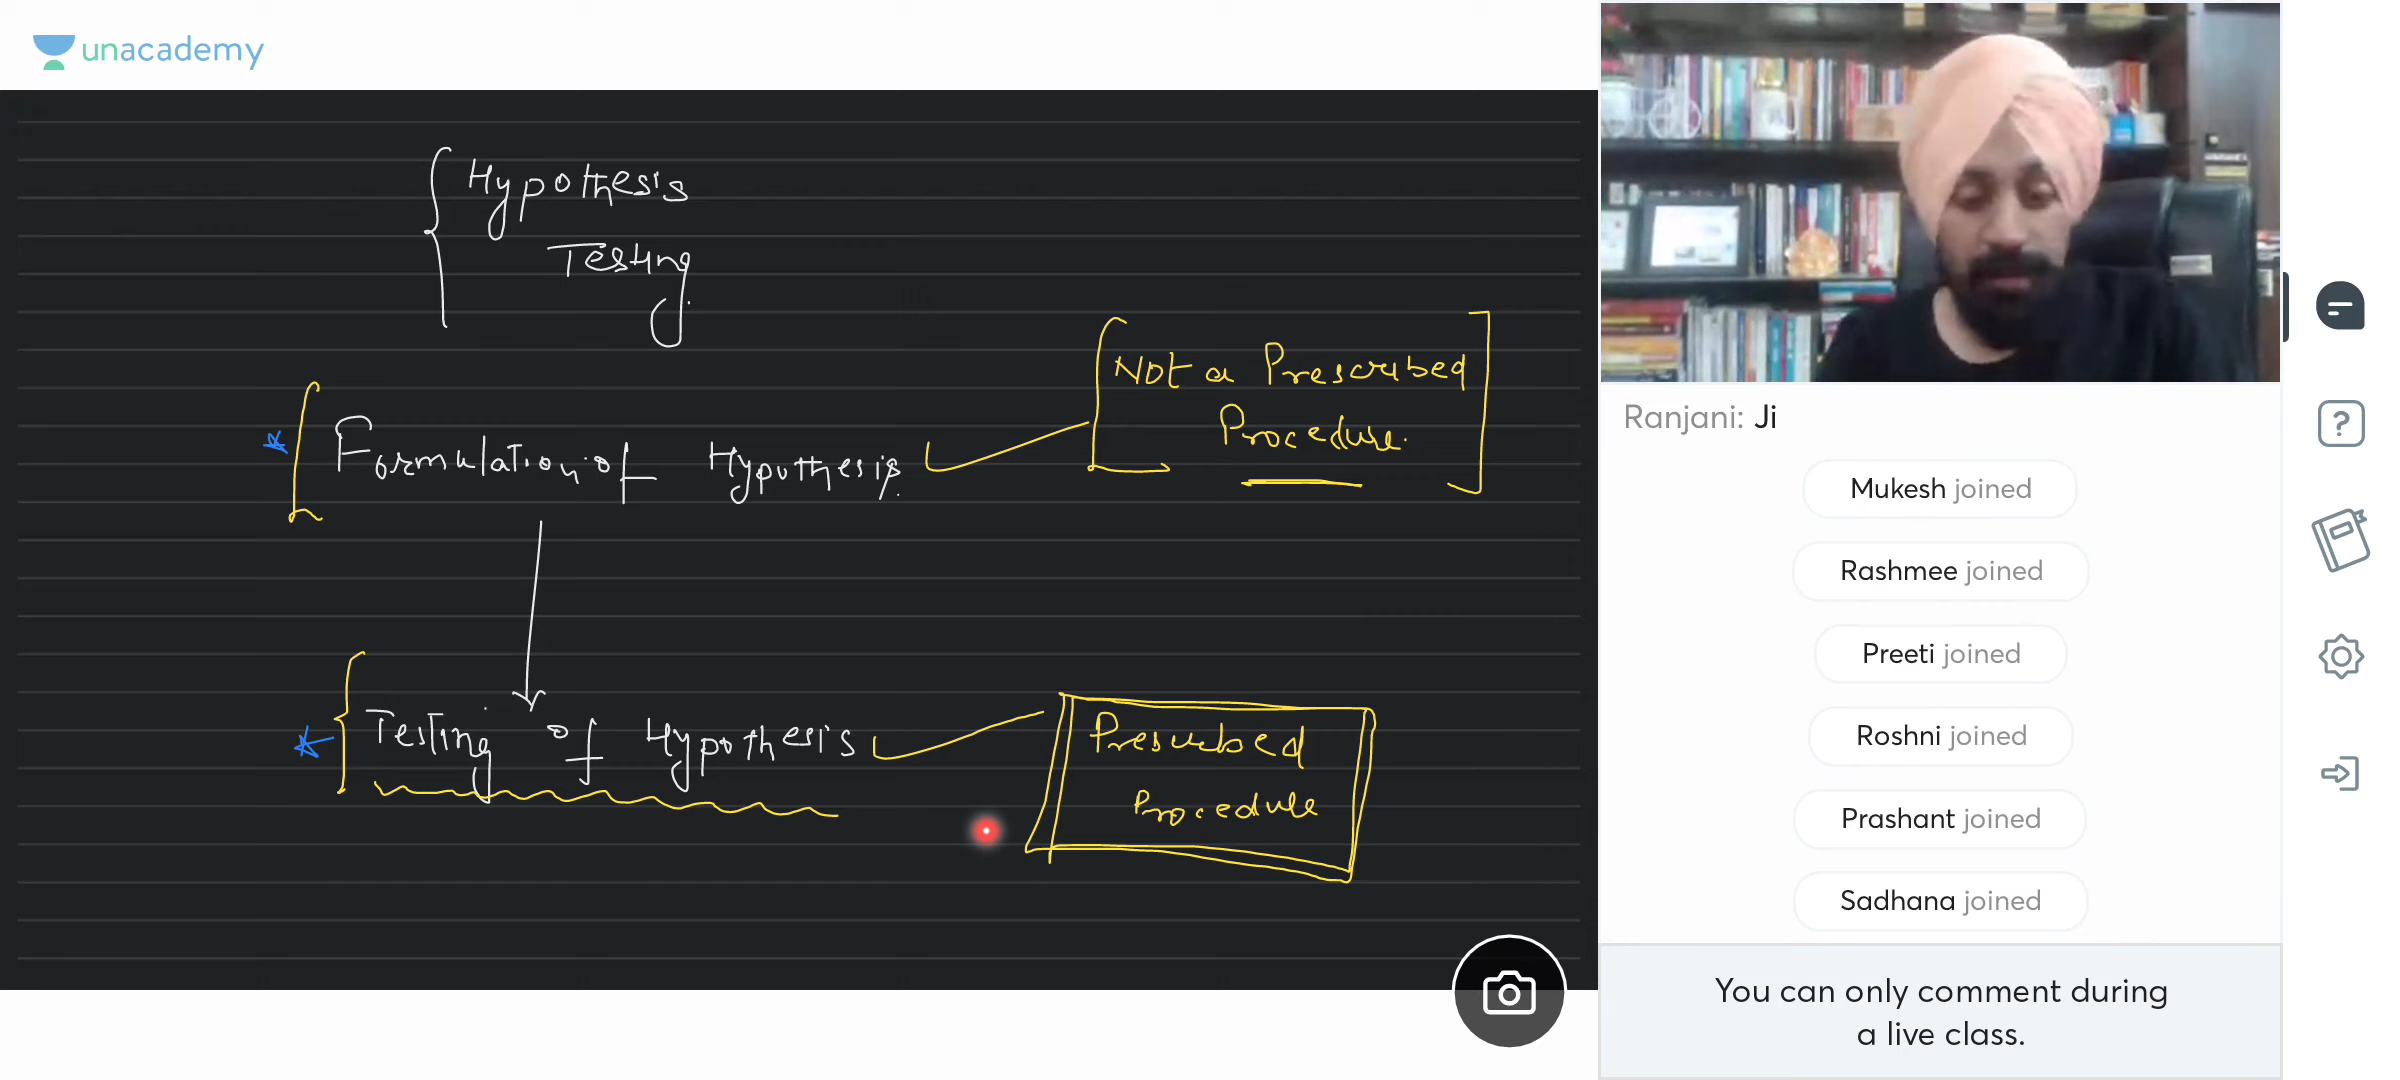 unacademy
Hypothesis
Testing
Not a Prescribed
Procedure.
Formulation of Hypothesis.
Testing of Hypothesis
Prescribed
Procedure
Ranjani: Ji
Mukesh joined
Rashmee joined
Preeti joined
Roshni joined
Prashant joined
Sadhana joined
You can only comment during
a live class.